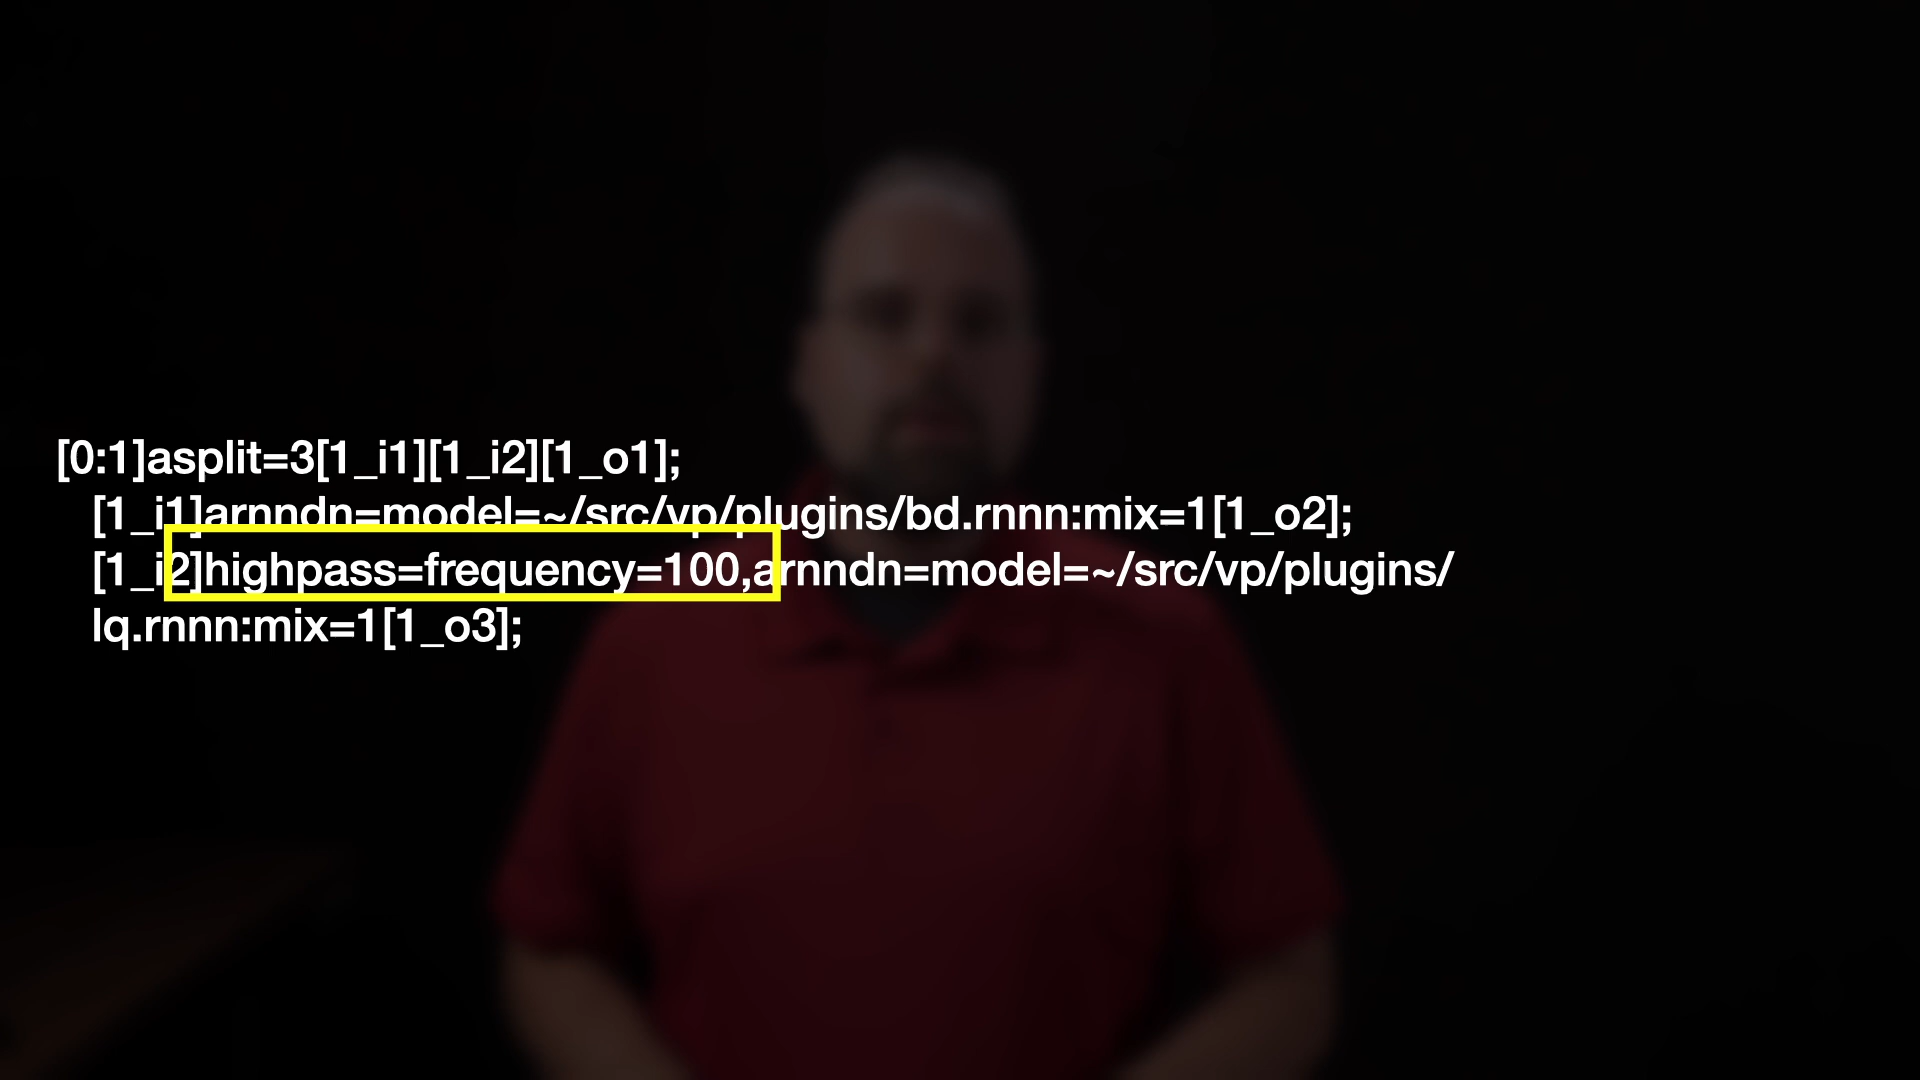 [0:1]asplit=3[1_i1][1_i2][1_o1];
[1_i1]arnndn=model=~/src/vp/plugins/bd.rnnn:mix=1[1_o2];
[1_i2]highpass=frequency=100,arnndn=model=~/src/vp/plugins/
lq.rnnn:mix=1[1_o3];